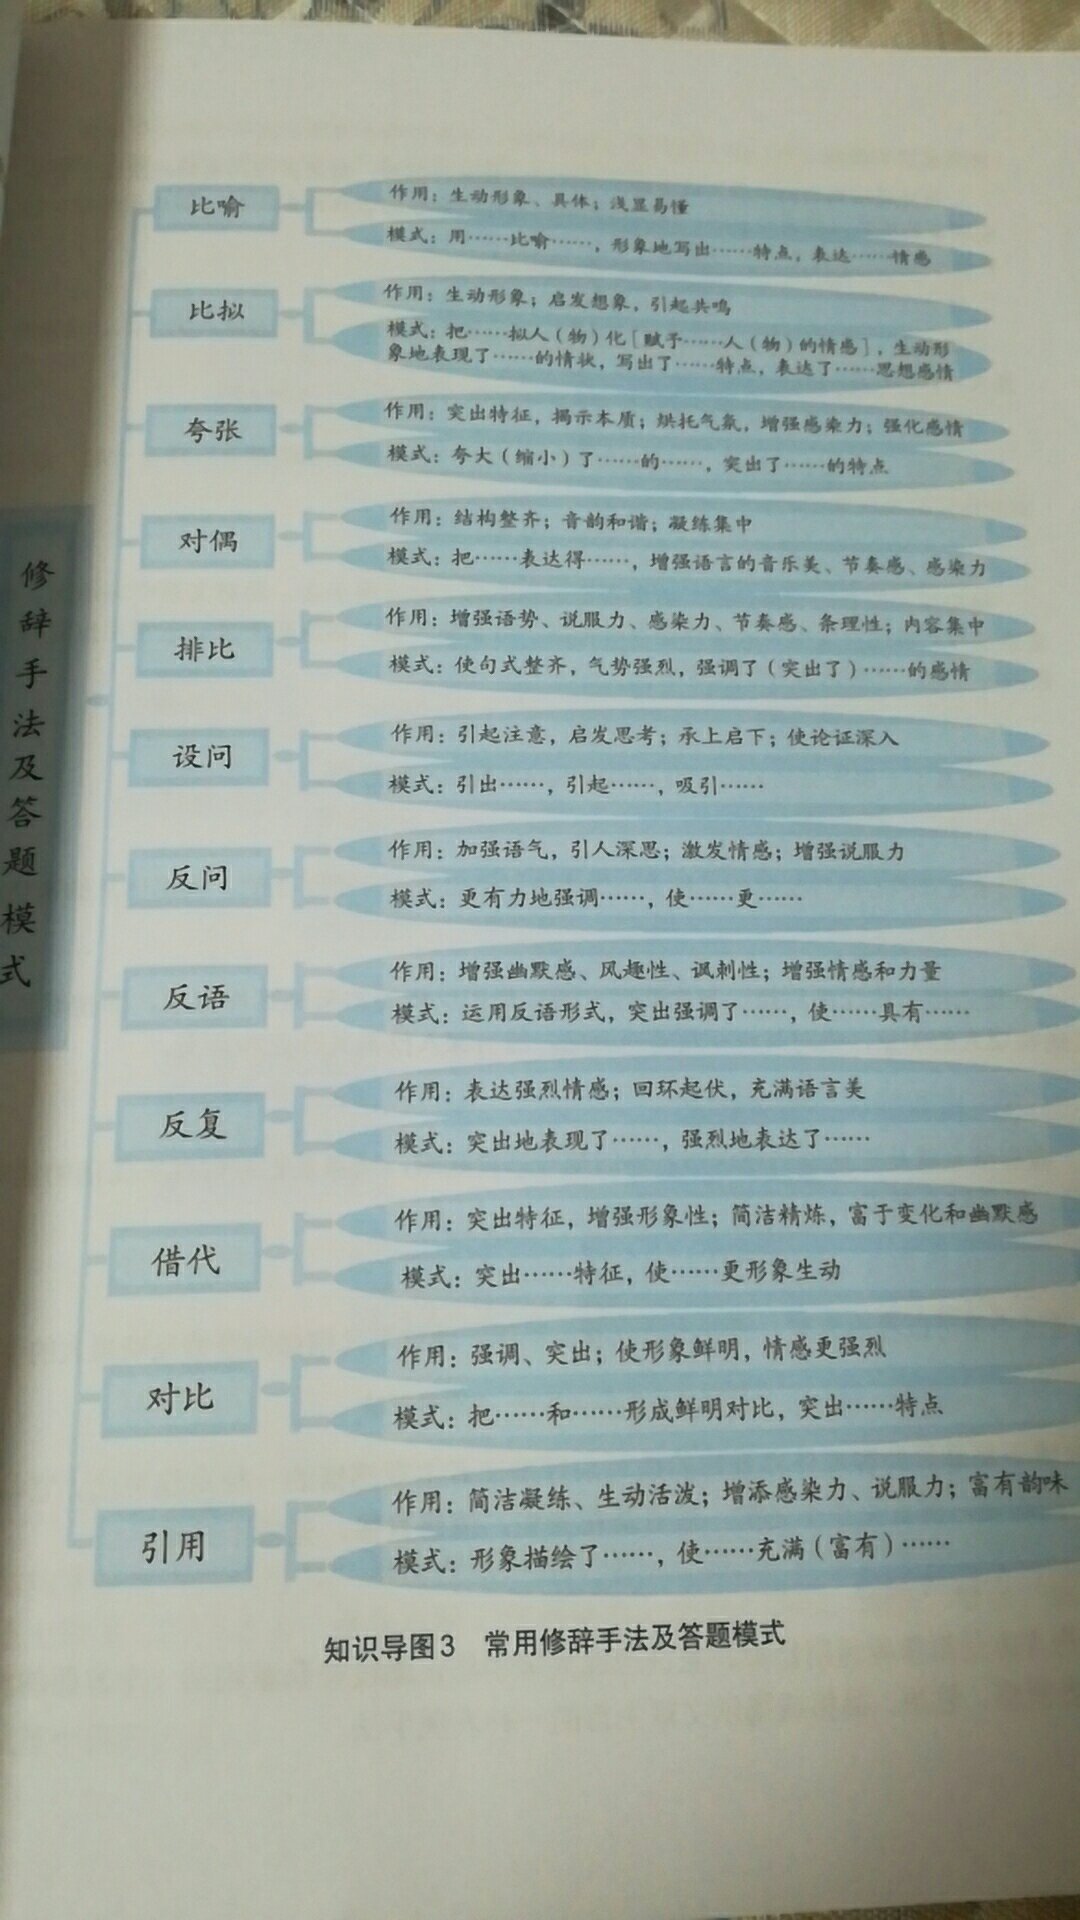 修辞手法及答题模式
比喻
作用：生动形象、具体；浅显易懂
模式：用……比喻……，形象地写出……特点，表达……情感
比拟
作用：生动形象；启发想象，引起共鸣
模式：把……拟人（物）化［赋予……人（物）的情感］，生动形
象地表现了……的情状，写出了……特点，表达了……思想感情
夸张
作用：突出特征，揭示本质；烘托气氛，增强感染力；强化感情
模式：夸大（缩小）了……的……，突出了……的特点
对偶
作用：结构整齐；音韵和谐；凝练集中
模式：把……表达得……，增强语言的音乐美、节奏感、感染力
排比
作用：增强语势、说服力、感染力、节奏感、条理性；内容集中
模式：使句式整齐，气势强烈，强调了（突出了）……的感情
设问
作用：引起注意，启发思考；承上启下；使论证深入
模式：引出……，引起……，吸引……
反问
作用：加强语气，引人深思；激发情感；增强说服力
模式：更有力地强调……，使……更……
反语
作用：增强幽默感、风趣性、讽刺性；增强情感和力量
模式：运用反语形式，突出强调了……，使……具有……
反复
作用：表达强烈情感；回环起伏，充满语言美
模式：突出地表现了……，强烈地表达了……
借代
作用：突出特征，增强形象性；简洁精炼，富于变化和幽默感
模式：突出……特征，使……更形象生动
对比
作用：强调、突出；使形象鲜明，情感更强烈
模式：把……和……形成鲜明对比，突出……特点
引用
作用：简洁凝练、生动活泼；增添感染力、说服力；富有韵味
模式：形象描绘了……，使……充满（富有）……
知识导图3 常用修辞手法及答题模式